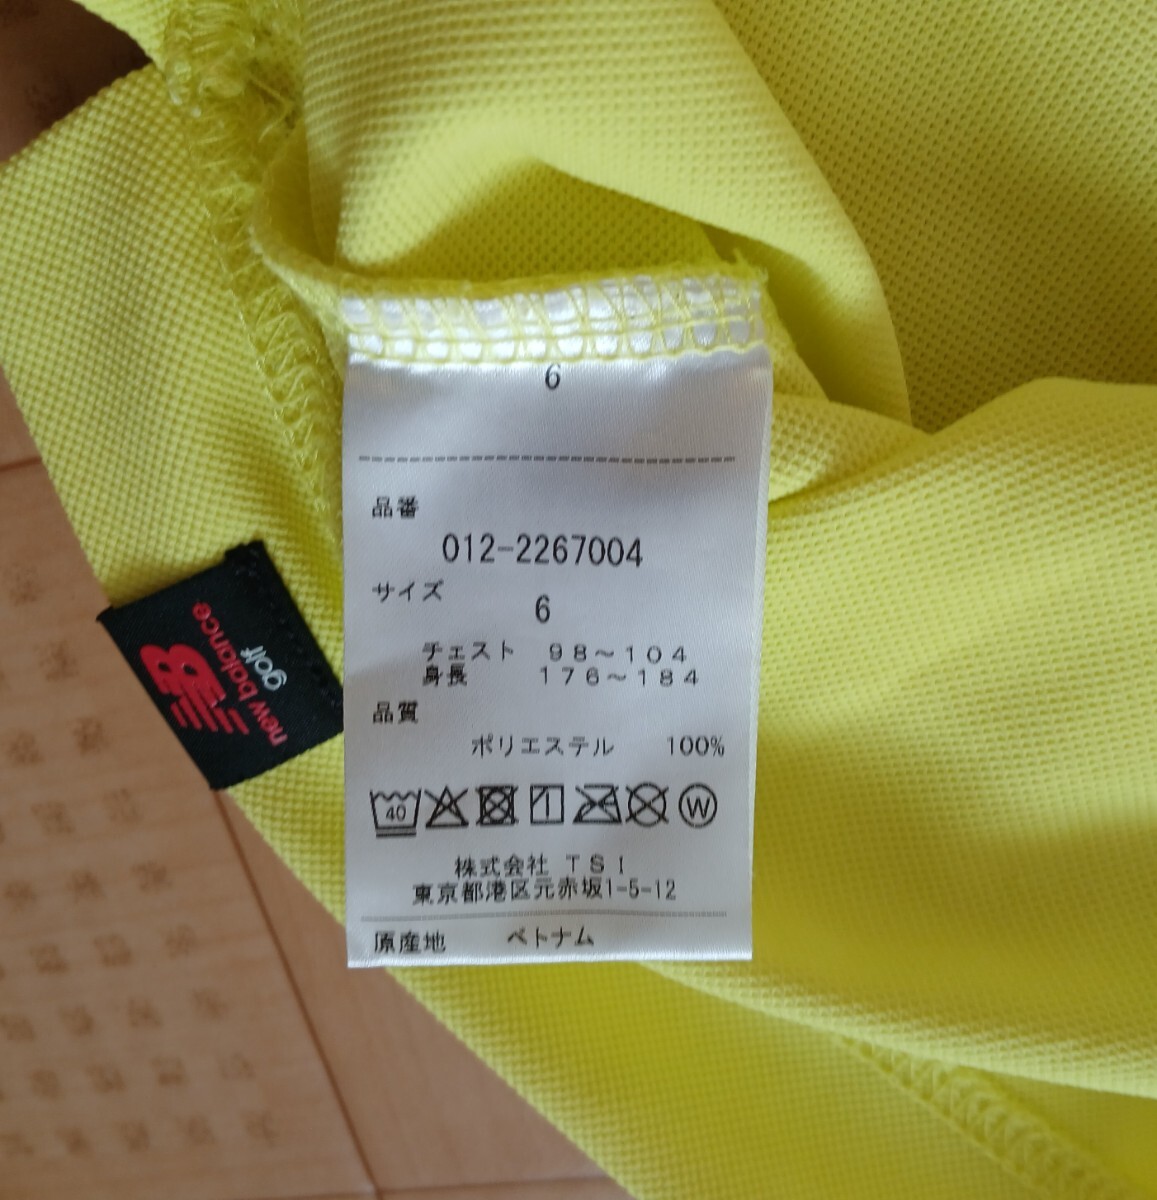 6
品番
012-2267004
サイズ
6
チェスト 98～104
身長 176～184
品質
ポリエステル 100%
40
W
株式会社 TSI
東京都港区元赤坂1-5-12
原産地 ベトナム
NB
new balance
golf